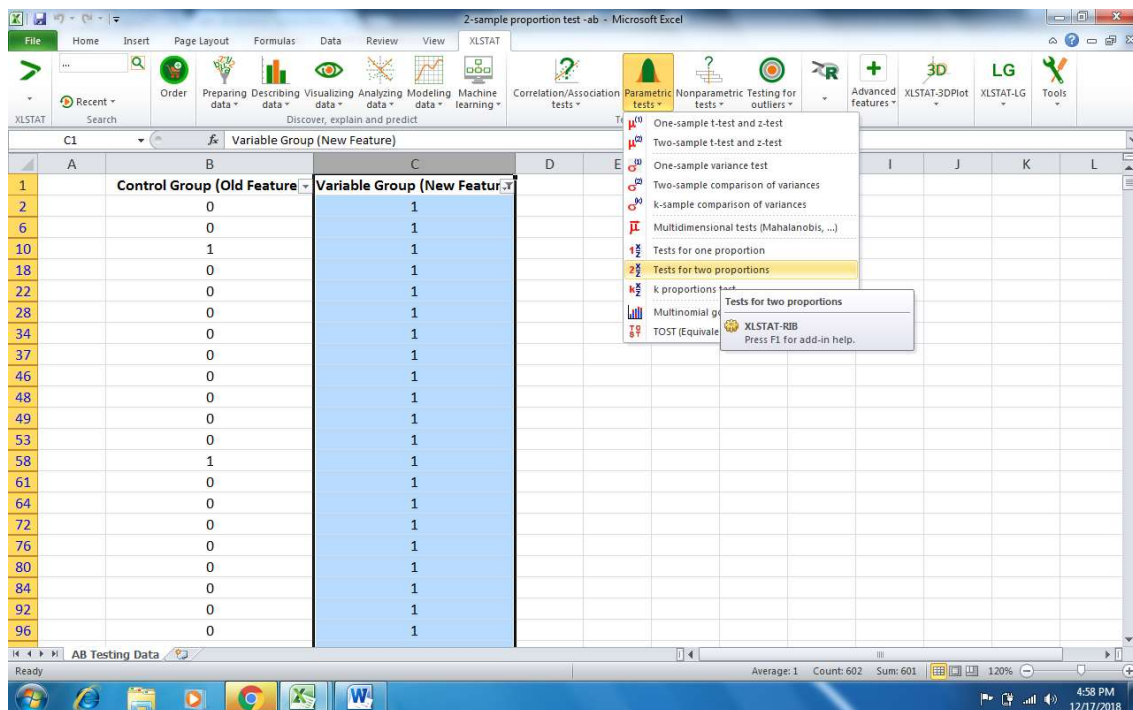 2-sample proportion test -ab - Microsoft Excel
File Home Insert Page Layout Formulas Data Review View XLSTAT
...
Recent
Order
Preparing data
Describing data
Visualizing data
Analyzing data
Modeling data
Machine learning
Correlation/Association tests
Parametric tests
Nonparametric tests
Testing for outliers
R
Advanced features
3D
XLSTAT-3DPlot
LG
XLSTAT-LG
Tools
XLSTAT
Search
Discover, explain and predict
C1 fx Variable Group (New Feature)
μ(1) One-sample t-test and z-test
μ(2) Two-sample t-test and z-test
σ(1) One-sample variance test
σ(2) Two-sample comparison of variances
σ(k) k-sample comparison of variances
μ Multidimensional tests (Mahalanobis, ...)
1 Tests for one proportion
2 Tests for two proportions
k proportions
Multinomial
TOST (Equivale
Tests for two proportions
XLSTAT-RIB
Press F1 for add-in help.
A B C D E I J K L
1 Control Group (Old Feature Variable Group (New Featur
2 0 1
6 0 1
10 1 1
18 0 1
22 0 1
28 0 1
34 0 1
37 0 1
46 0 1
48 0 1
49 0 1
53 0 1
58 1 1
61 0 1
64 0 1
72 0 1
76 0 1
80 0 1
84 0 1
92 0 1
96 0 1
AB Testing Data
Ready Average: 1 Count: 602 Sum: 601 120%
4:58 PM
12/17/2018